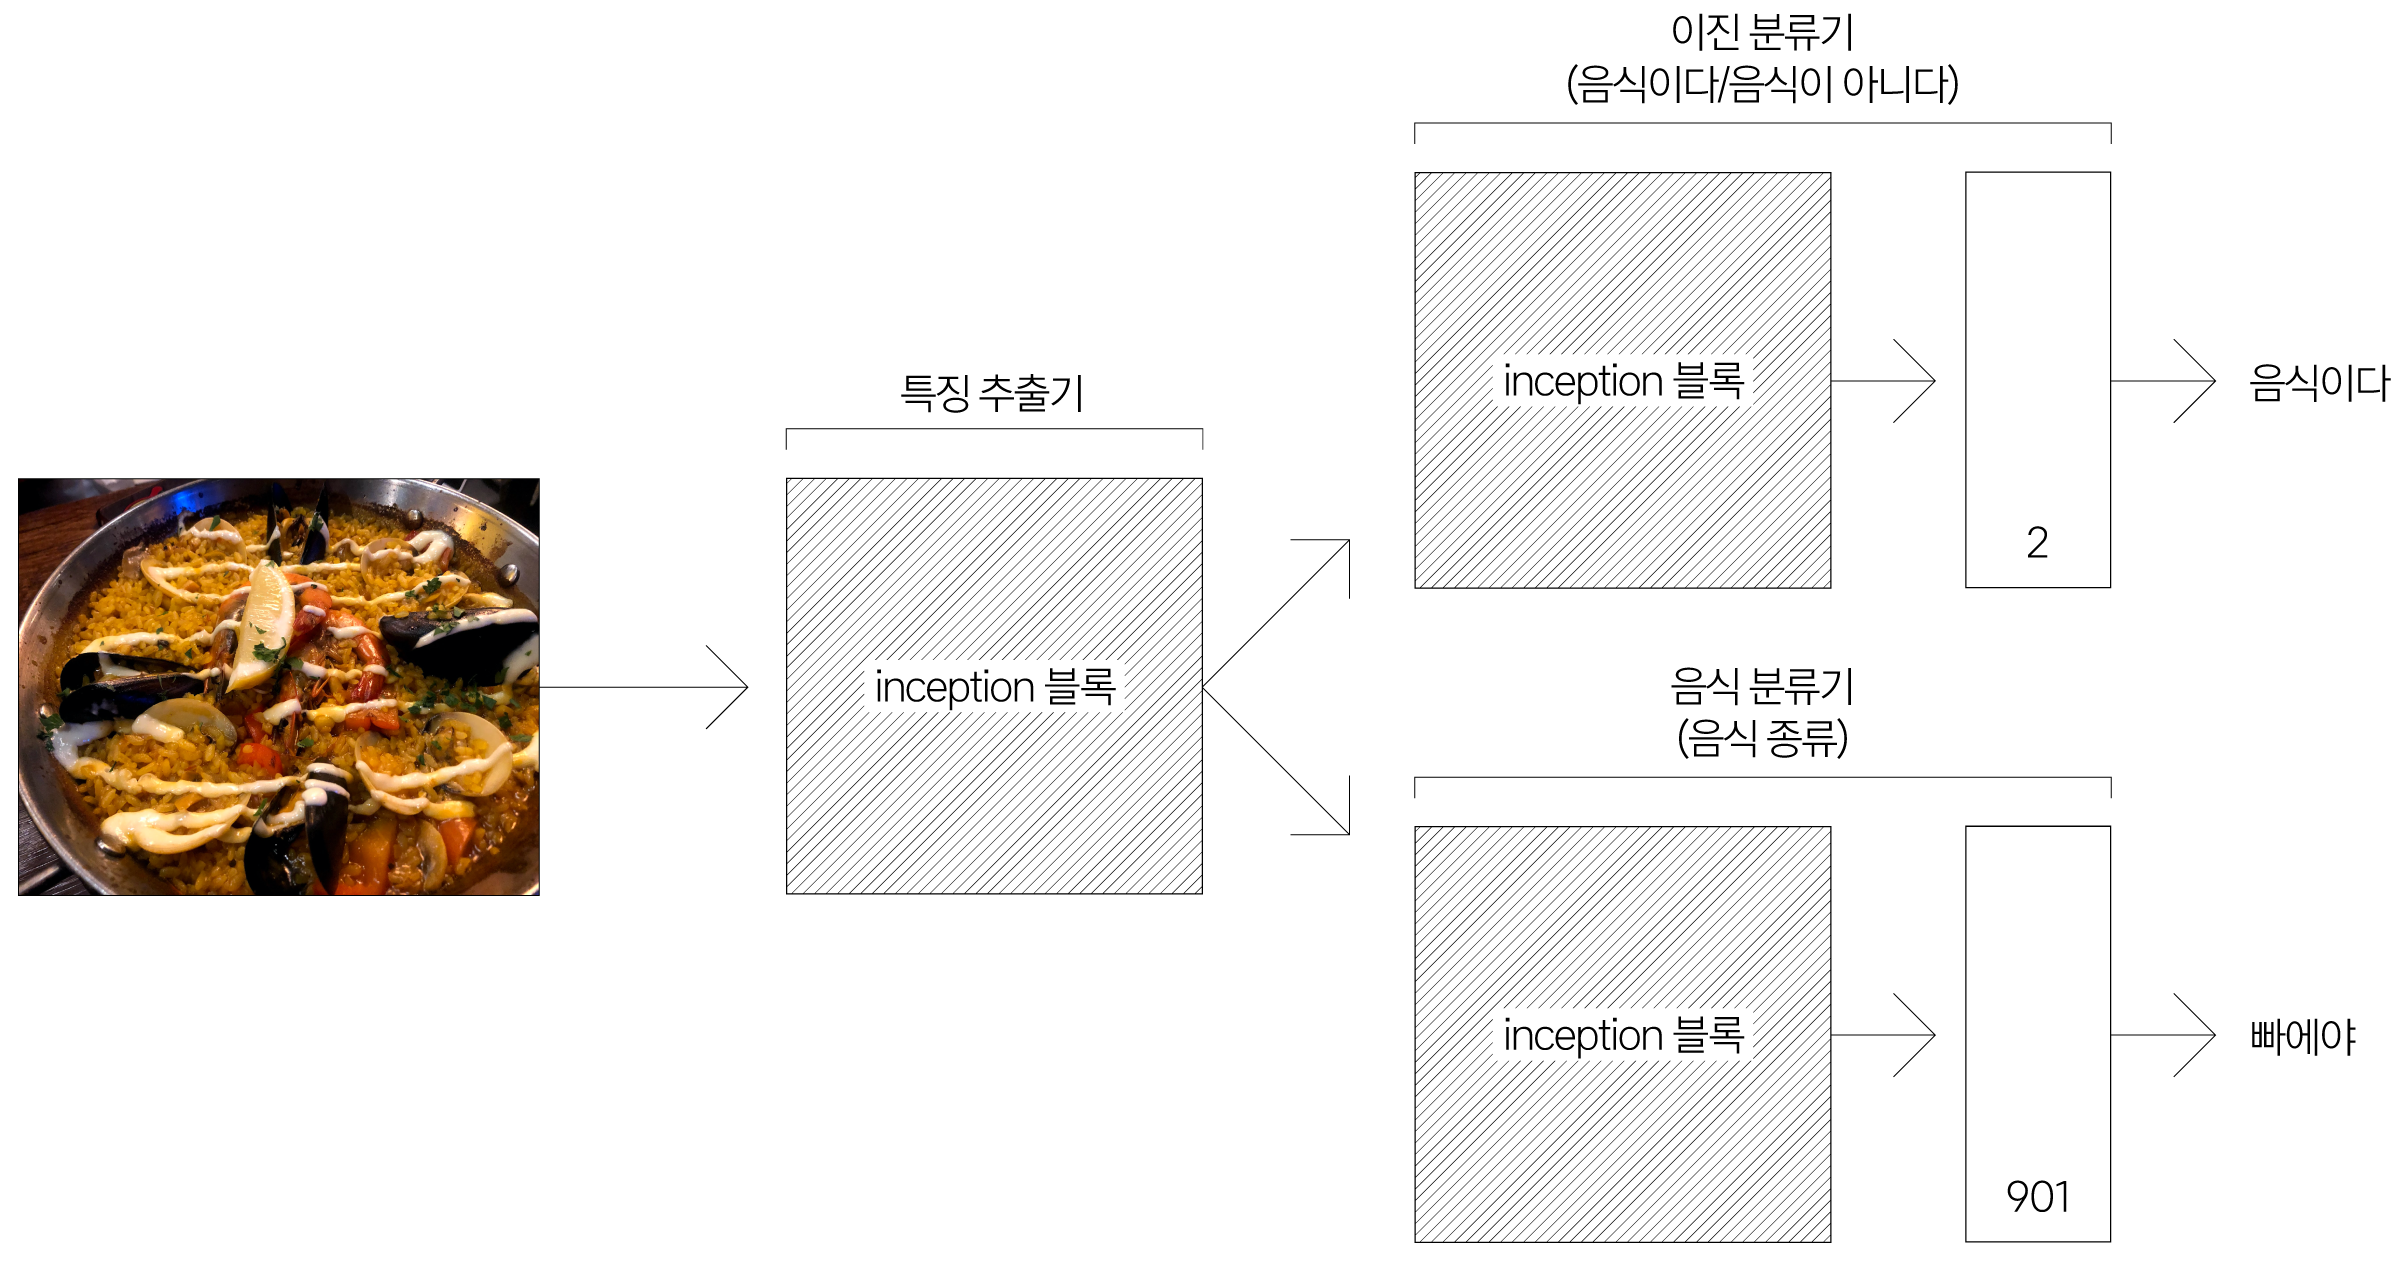 이진 분류기
(음식이다/음식이 아니다)
특징 추출기
inception 블록
inception 블록
2
음식이다
음식 분류기
(음식 종류)
inception 블록
901
빠에야